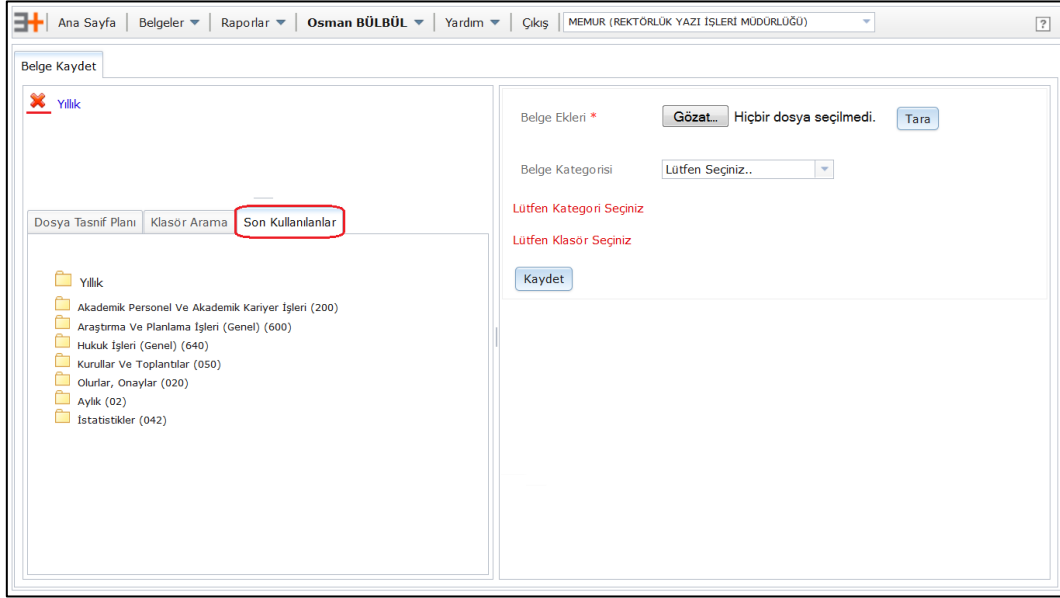 Ana Sayfa Belgeler Raporlar Osman BÜLBÜL Yardım Çıkış MEMUR (REKTÖRLÜK YAZI İŞLERİ MÜDÜRLÜĞÜ) ?
Belge Kaydet
Yıllık
Dosya Tasnif Planı Klasör Arama Son Kullanılanlar
Yıllık
Akademik Personel Ve Akademik Kariyer İşleri (200)
Araştırma Ve Planlama İşleri (Genel) (600)
Hukuk İşleri (Genel) (640)
Kurullar Ve Toplantılar (050)
Olurlar, Onaylar (020)
Aylık (02)
İstatistikler (042)
Belge Ekleri * Gözat... Hiçbir dosya seçilmedi. Tara
Belge Kategorisi Lütfen Seçiniz..
Lütfen Kategori Seçiniz
Lütfen Klasör Seçiniz
Kaydet